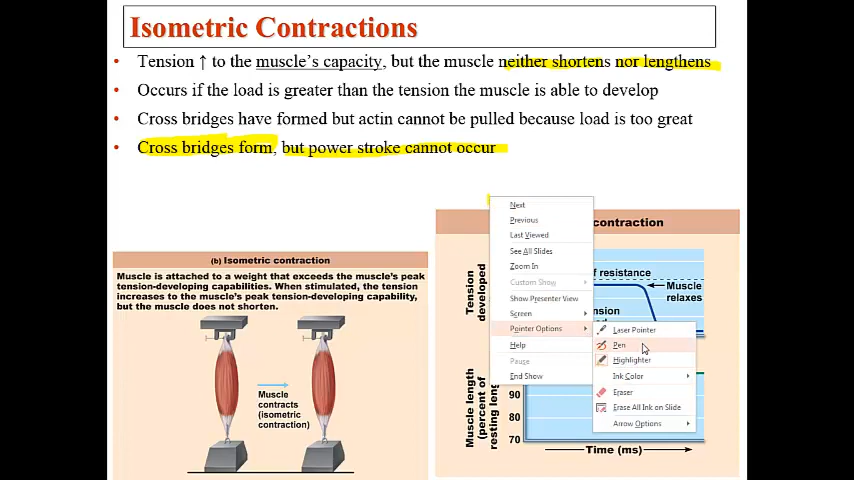 Isometric Contractions
• Tension ↑ to the muscle's capacity, but the muscle neither shortens nor lengthens
• Occurs if the load is greater than the tension the muscle is able to develop
• Cross bridges have formed but actin cannot be pulled because load is too great
• Cross bridges form, but power stroke cannot occur
(b) Isometric contraction
Muscle is attached to a weight that exceeds the muscle's peak
tension-developing capabilities. When stimulated, the tension
increases to the muscle's peak tension-developing capability,
but the muscle does not shorten.
Muscle
contracts
(isometric
contraction)
contraction
Tension
developed
of resistance
Muscle
relaxes
Muscle length
(percent of
resting
90
80
70
Time (ms)
Next
Previous
Last Viewed
See All Slides
Zoom In
Custom Show
Show Presenter View
Screen
Pointer Options
Help
Pause
End Show
Laser Pointer
Pen
Highlighter
Ink Color
Eraser
Erase All Ink on Slide
Arrow Options